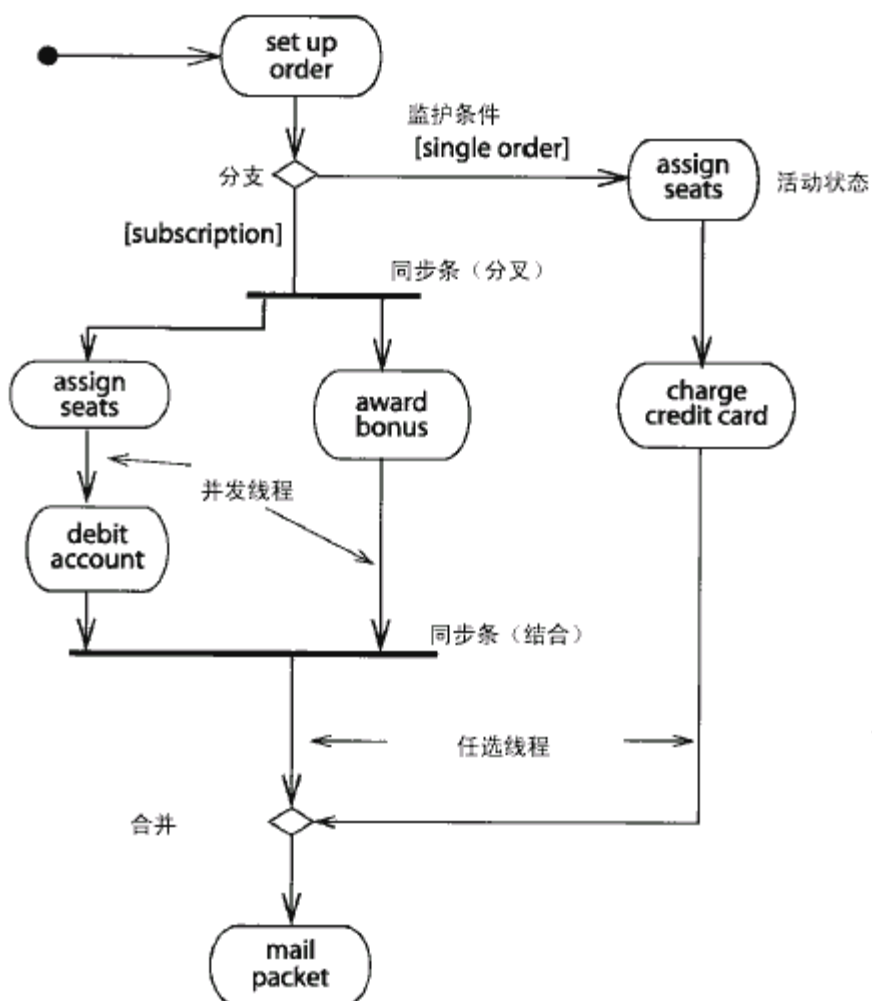 set up
order
监护条件
[single order]
分支
assign
seats
活动状态
[subscription]
同步条（分叉）
assign
seats
award
bonus
charge
credit card
并发线程
debit
account
同步条（结合）
任选线程
合并
mail
packet